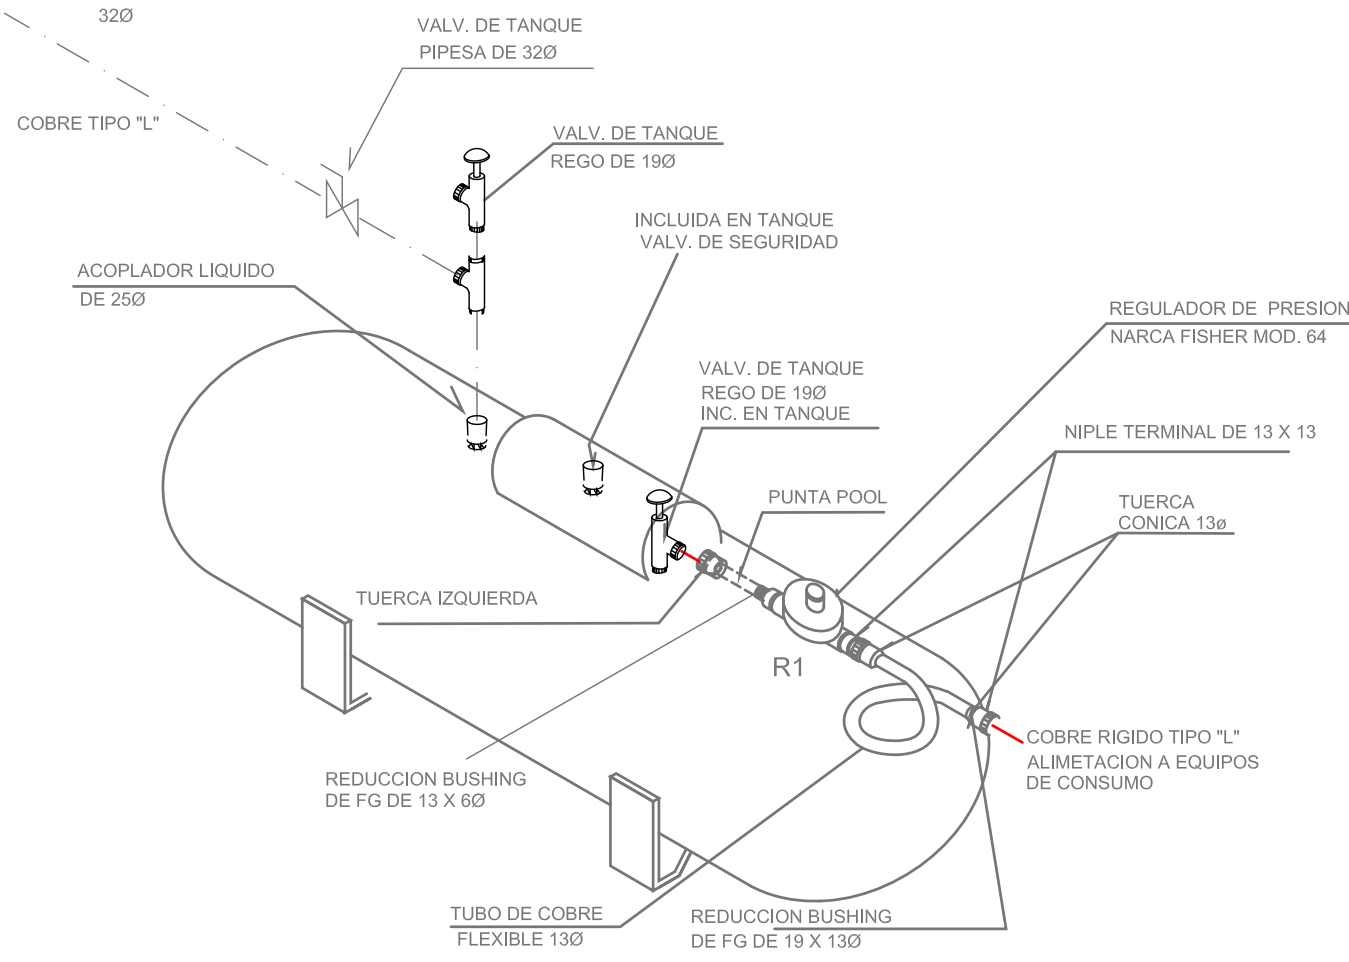 32Ø
VALV. DE TANQUE
PIPESA DE 32Ø
COBRE TIPO "L"
VALV. DE TANQUE
REGO DE 19Ø
INCLUIDA EN TANQUE
VALV. DE SEGURIDAD
ACOPLADOR LIQUIDO
DE 25Ø
REGULADOR DE PRESION
NARCA FISHER MOD. 64
VALV. DE TANQUE
REGO DE 19Ø
INC. EN TANQUE
NIPLE TERMINAL DE 13 X 13
PUNTA POOL
TUERCA
CONICA 13ø
TUERCA IZQUIERDA
R1
COBRE RIGIDO TIPO "L"
ALIMETACION A EQUIPOS
DE CONSUMO
REDUCCION BUSHING
DE FG DE 13 X 6Ø
TUBO DE COBRE
FLEXIBLE 13Ø
REDUCCION BUSHING
DE FG DE 19 X 13Ø